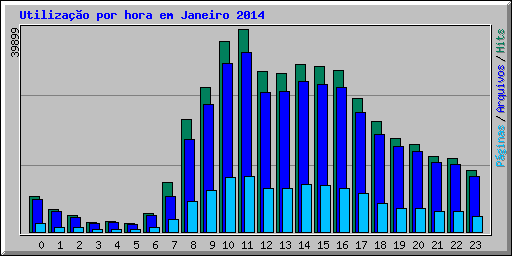 Utilização por hora em Janeiro 2014
39899
Páginas / Arquivos / Hits
0 1 2 3 4 5 6 7 8 9 10 11 12 13 14 15 16 17 18 19 20 21 22 23